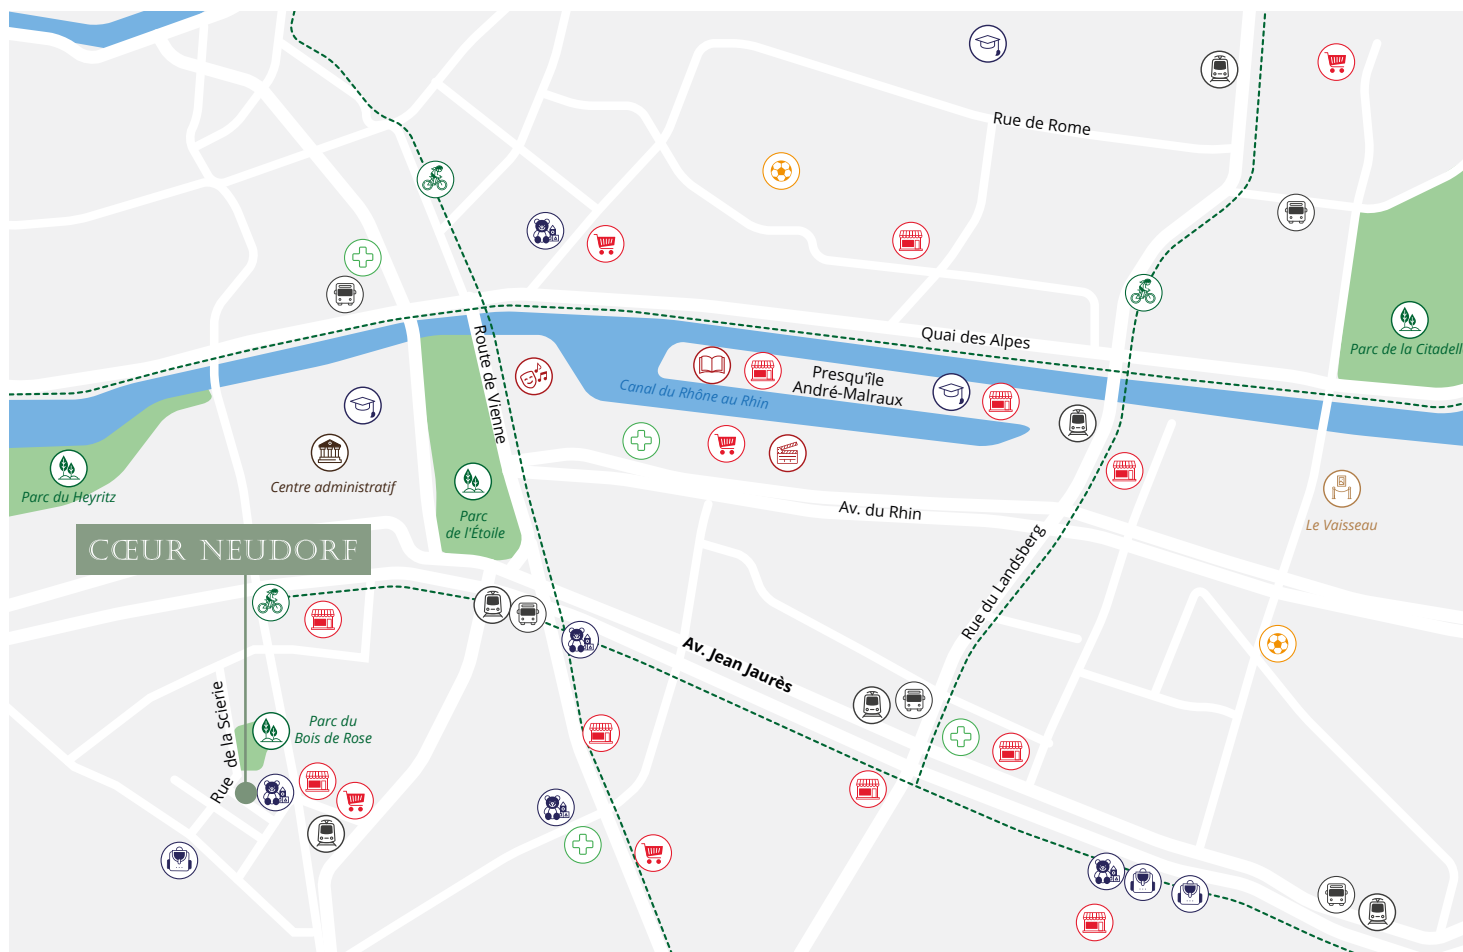 Rue de Rome
Quai des Alpes
Parc de la Citadell
Route de Vienne
Presqu'île
André-Malraux
Canal du Rhône au Rhin
Parc du Heyritz
Centre administratif
Parc
de l'Étoile
Av. du Rhin
Le Vaisseau
CŒUR NEUDORF
Rue du Landsberg
Av. Jean Jaurès
Rue de la Scierie
Parc du
Bois de Rose